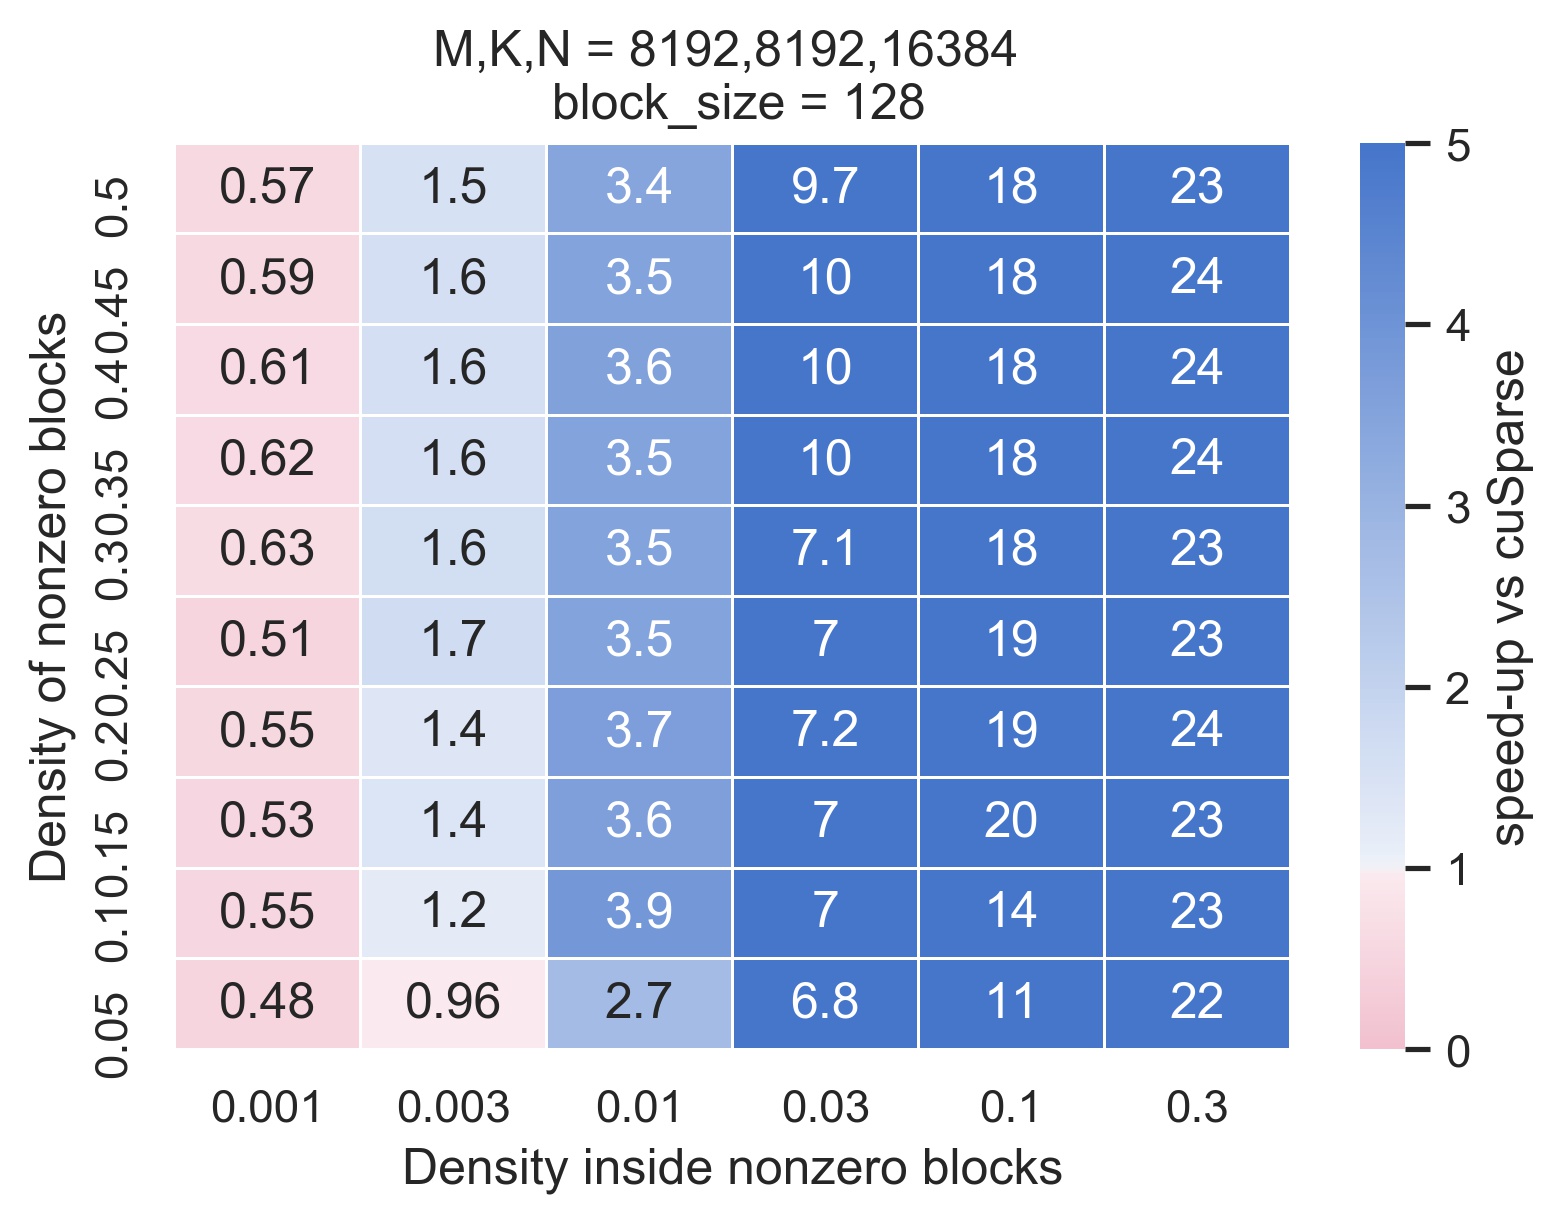 M,K,N = 8192,8192,16384
block_size = 128
Density of nonzero blocks
0.5 0.57 1.5 3.4 9.7 18 23
0.45 0.59 1.6 3.5 10 18 24
0.4 0.61 1.6 3.6 10 18 24
0.35 0.62 1.6 3.5 10 18 24
0.3 0.63 1.6 3.5 7.1 18 23
0.25 0.51 1.7 3.5 7 19 23
0.2 0.55 1.4 3.7 7.2 19 24
0.15 0.53 1.4 3.6 7 20 23
0.1 0.55 1.2 3.9 7 14 23
0.05 0.48 0.96 2.7 6.8 11 22
0.001 0.003 0.01 0.03 0.1 0.3
Density inside nonzero blocks
5
4
3
2
1
0
speed-up vs cuSparse